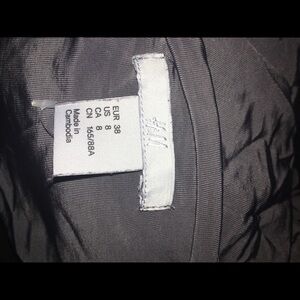 H&M
EUR 38
US 8
CA 8
CN 165/88A
Made in
Cambodia